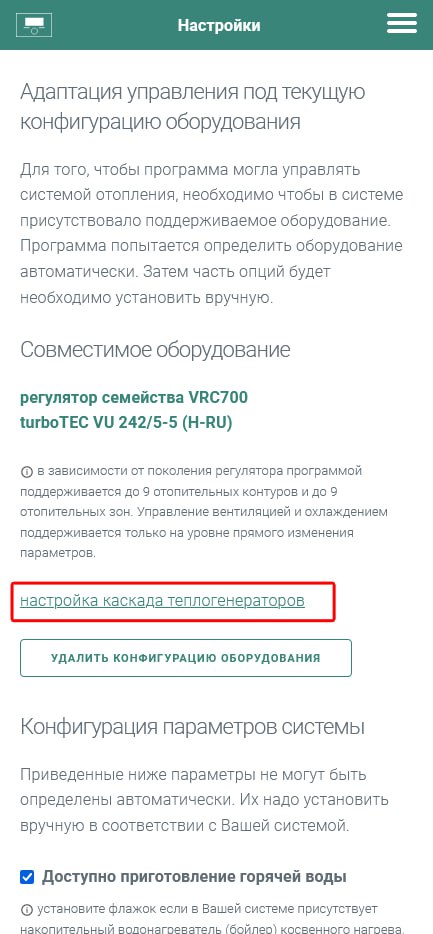 Настройки
Адаптация управления под текущую
конфигурацию оборудования
Для того, чтобы программа могла управлять
системой отопления, необходимо чтобы в системе
присутствовало поддерживаемое оборудование.
Программа попытается определить оборудование
автоматически. Затем часть опций будет
необходимо установить вручную.
Совместимое оборудование
регулятор семейства VRC700
turboTEC VU 242/5-5 (H-RU)
в зависимости от поколения регулятора программой
поддерживается до 9 отопительных контуров и до 9
отопительных зон. Управление вентиляцией и охлаждением
поддерживается только на уровне прямого изменения
параметров.
настройка каскада теплогенераторов
УДАЛИТЬ КОНФИГУРАЦИЮ ОБОРУДОВАНИЯ
Конфигурация параметров системы
Приведенные ниже параметры не могут быть
определены автоматически. Их надо установить
вручную в соответствии с Вашей системой.
Доступно приготовление горячей воды
установите флажок если в Вашей системе присутствует
накопительный водонагреватель (бойлер) косвенного нагрева.